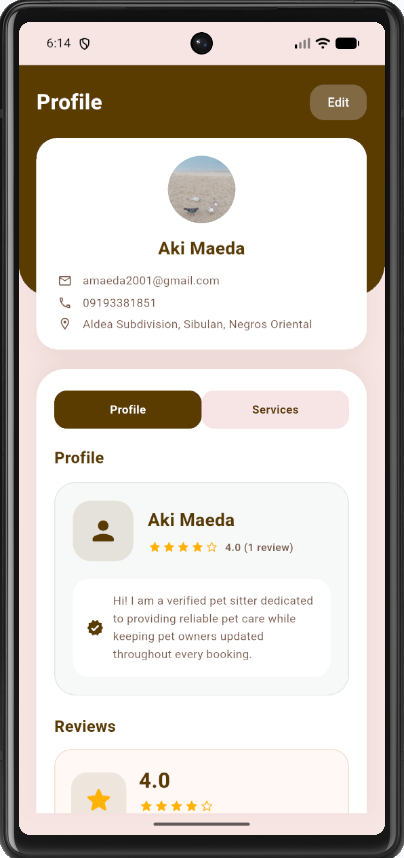 6:14
Profile
Edit
Aki Maeda
amaeda2001@gmail.com
09193381851
Aldea Subdivision, Sibulan, Negros Oriental
Profile
Services
Profile
Aki Maeda
4.0 (1 review)
Hi! I am a verified pet sitter dedicated
to providing reliable pet care while
keeping pet owners updated
throughout every booking.
Reviews
4.0